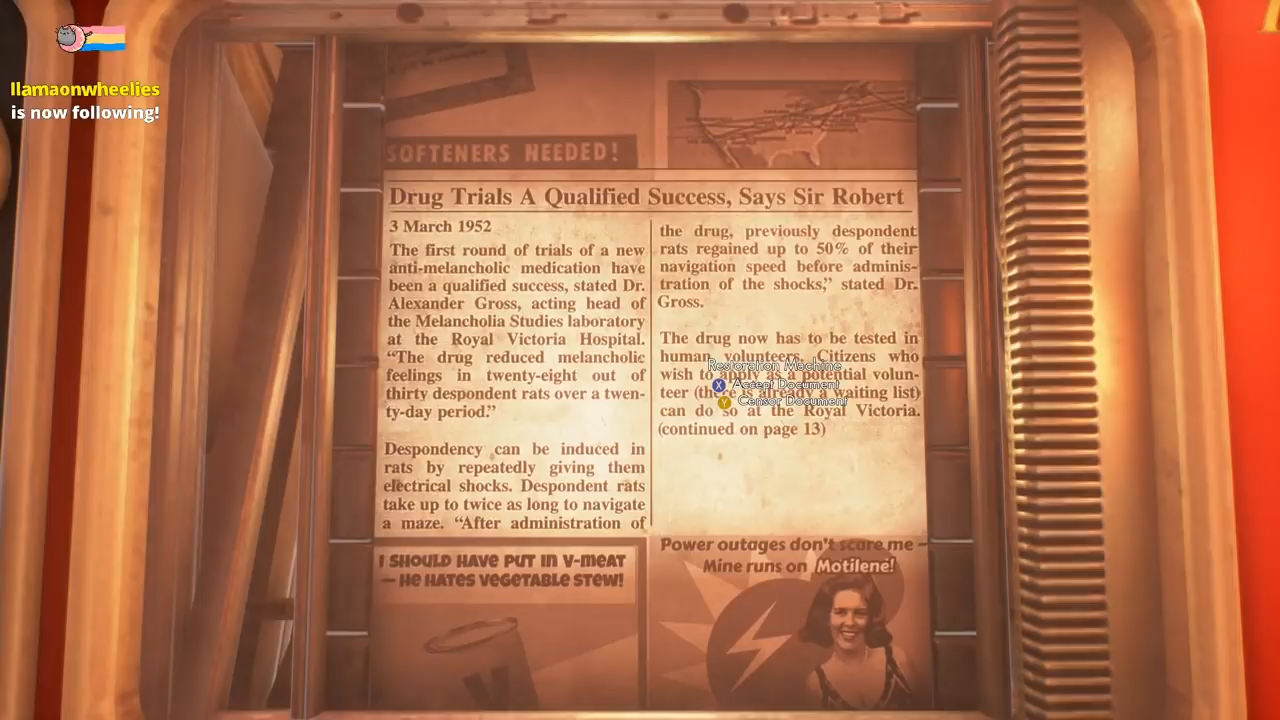 llamaonwheelies
is now following!
SOFTENERS NEEDED!
Drug Trials A Qualified Success, Says Sir Robert
3 March 1952
The first round of trials of a new
anti-melancholic medication have
been a qualified success, stated Dr.
Alexander Gross, acting head of
the Melancholia Studies laboratory
at the Royal Victoria Hospital.
“The drug reduced melancholic
feelings in twenty-eight out of
thirty despondent rats over a twen-
ty-day period.”
Despondency can be induced in
rats by repeatedly giving them
electrical shocks. Despondent rats
take up to twice as long to navigate
a maze. “After administration of
the drug, previously despondent
rats regained up to 50% of their
navigation speed before adminis-
tration of the shocks,” stated Dr.
Gross.
The drug now has to be tested in
human volunteers. Citizens who
wish to apply as a potential volun-
teer (there is already a waiting list)
can do so at the Royal Victoria.
(continued on page 13)
Restoration Machine
X Accept Document
Y Censor Document
I SHOULD HAVE PUT IN V-MEAT
– HE HATES VEGETABLE STEW!
V
Power outages don't scare me –
Mine runs on Motilene!